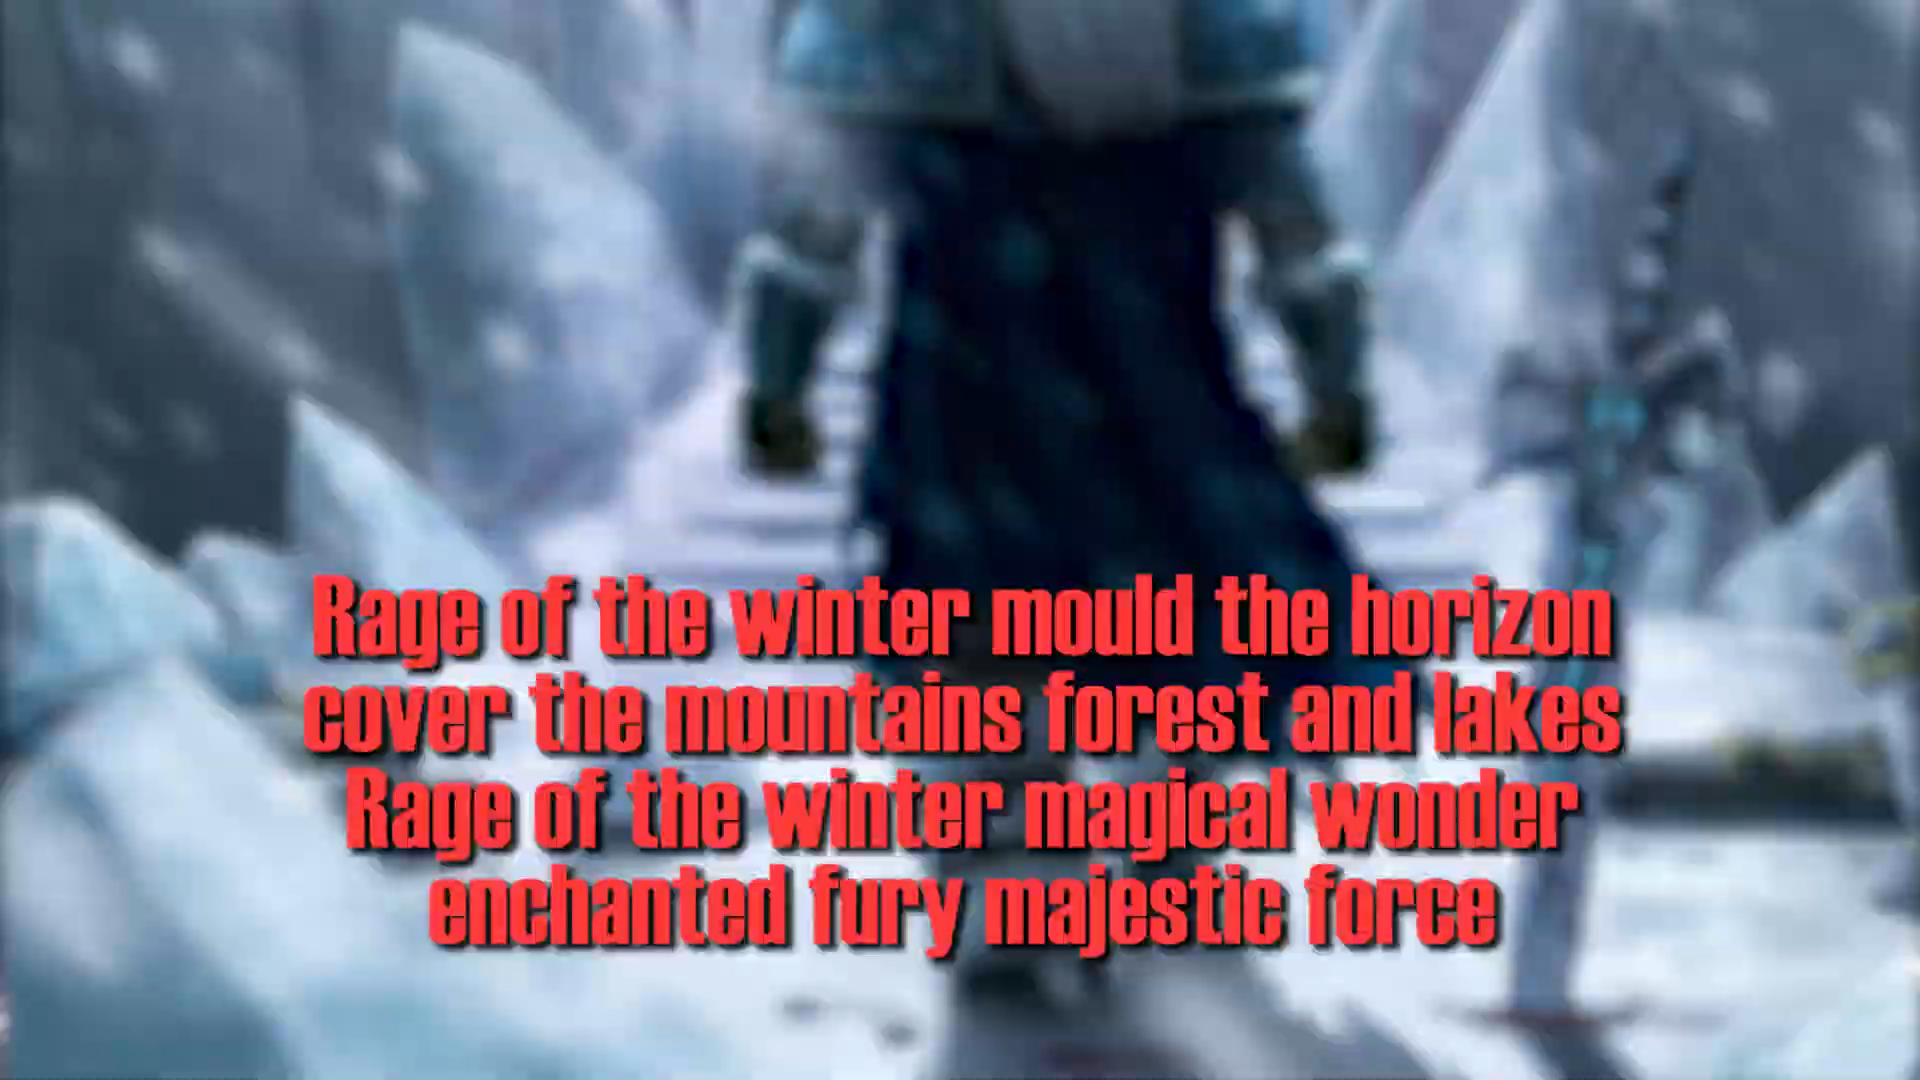 Rage of the winter mould the horizon
cover the mountains forest and lakes
Rage of the winter magical wonder
enchanted fury majestic force